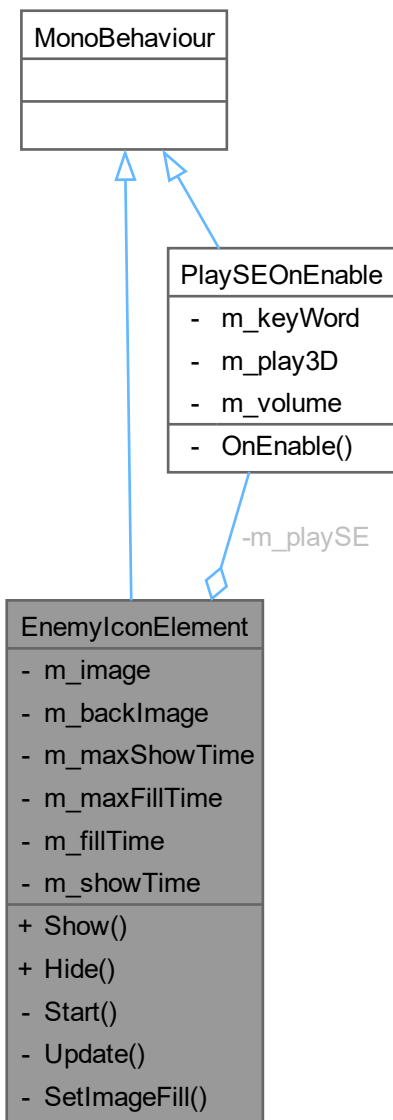 MonoBehaviour
PlaySEOnEnable
- m_keyWord
- m_play3D
- m_volume
- OnEnable()
-m_playSE
EnemyIconElement
- m_image
- m_backImage
- m_maxShowTime
- m_maxFillTime
- m_fillTime
- m_showTime
+ Show()
+ Hide()
- Start()
- Update()
- SetImageFill()